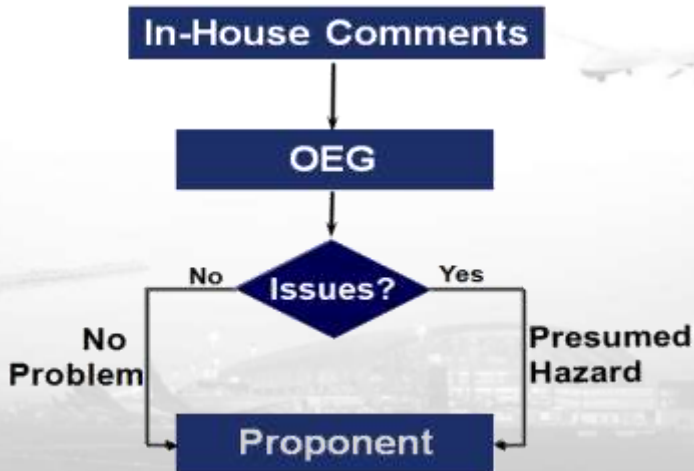 In-House Comments
OEG
Issues?
No
Yes
No
Problem
Presumed
Hazard
Proponent